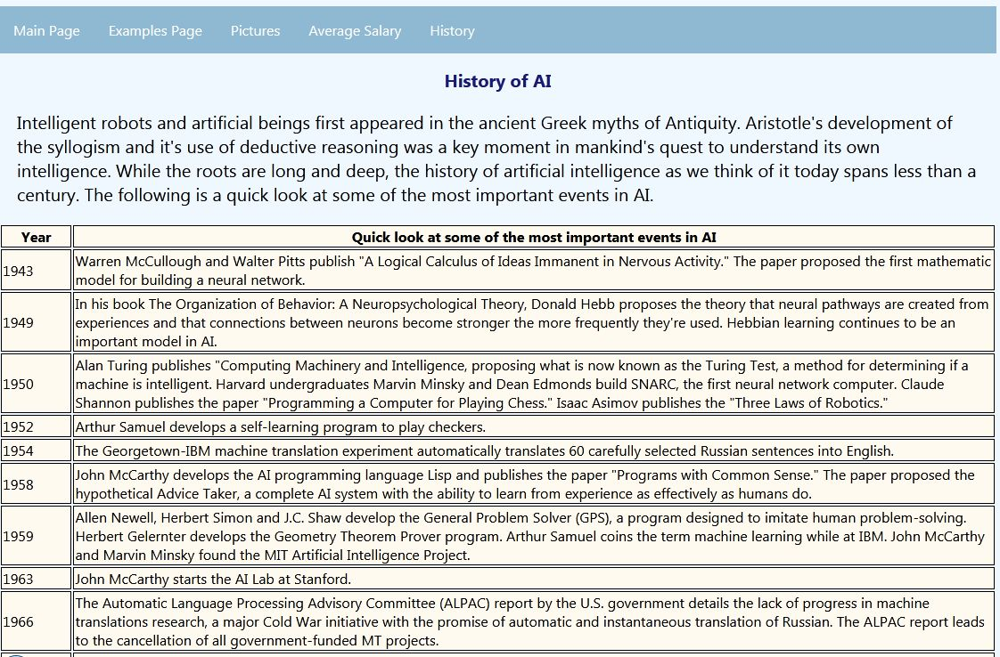 Main Page Examples Page Pictures Average Salary History
History of AI
Intelligent robots and artificial beings first appeared in the ancient Greek myths of Antiquity. Aristotle's development of
the syllogism and it's use of deductive reasoning was a key moment in mankind's quest to understand its own
intelligence. While the roots are long and deep, the history of artificial intelligence as we think of it today spans less than a
century. The following is a quick look at some of the most important events in AI.
Year Quick look at some of the most important events in AI
1943
Warren McCullough and Walter Pitts publish "A Logical Calculus of Ideas Immanent in Nervous Activity." The paper proposed the first mathematic
model for building a neural network.
1949
In his book The Organization of Behavior: A Neuropsychological Theory, Donald Hebb proposes the theory that neural pathways are created from
experiences and that connections between neurons become stronger the more frequently they're used. Hebbian learning continues to be an
important model in AI.
1950
Alan Turing publishes "Computing Machinery and Intelligence, proposing what is now known as the Turing Test, a method for determining if a
machine is intelligent. Harvard undergraduates Marvin Minsky and Dean Edmonds build SNARC, the first neural network computer. Claude
Shannon publishes the paper "Programming a Computer for Playing Chess." Isaac Asimov publishes the "Three Laws of Robotics."
1952 Arthur Samuel develops a self-learning program to play checkers.
1954 The Georgetown-IBM machine translation experiment automatically translates 60 carefully selected Russian sentences into English.
1958
John McCarthy develops the AI programming language Lisp and publishes the paper "Programs with Common Sense." The paper proposed the
hypothetical Advice Taker, a complete AI system with the ability to learn from experience as effectively as humans do.
1959
Allen Newell, Herbert Simon and J.C. Shaw develop the General Problem Solver (GPS), a program designed to imitate human problem-solving.
Herbert Gelernter develops the Geometry Theorem Prover program. Arthur Samuel coins the term machine learning while at IBM. John McCarthy
and Marvin Minsky found the MIT Artificial Intelligence Project.
1963 John McCarthy starts the AI Lab at Stanford.
1966
The Automatic Language Processing Advisory Committee (ALPAC) report by the U.S. government details the lack of progress in machine
translations research, a major Cold War initiative with the promise of automatic and instantaneous translation of Russian. The ALPAC report leads
to the cancellation of all government-funded MT projects.